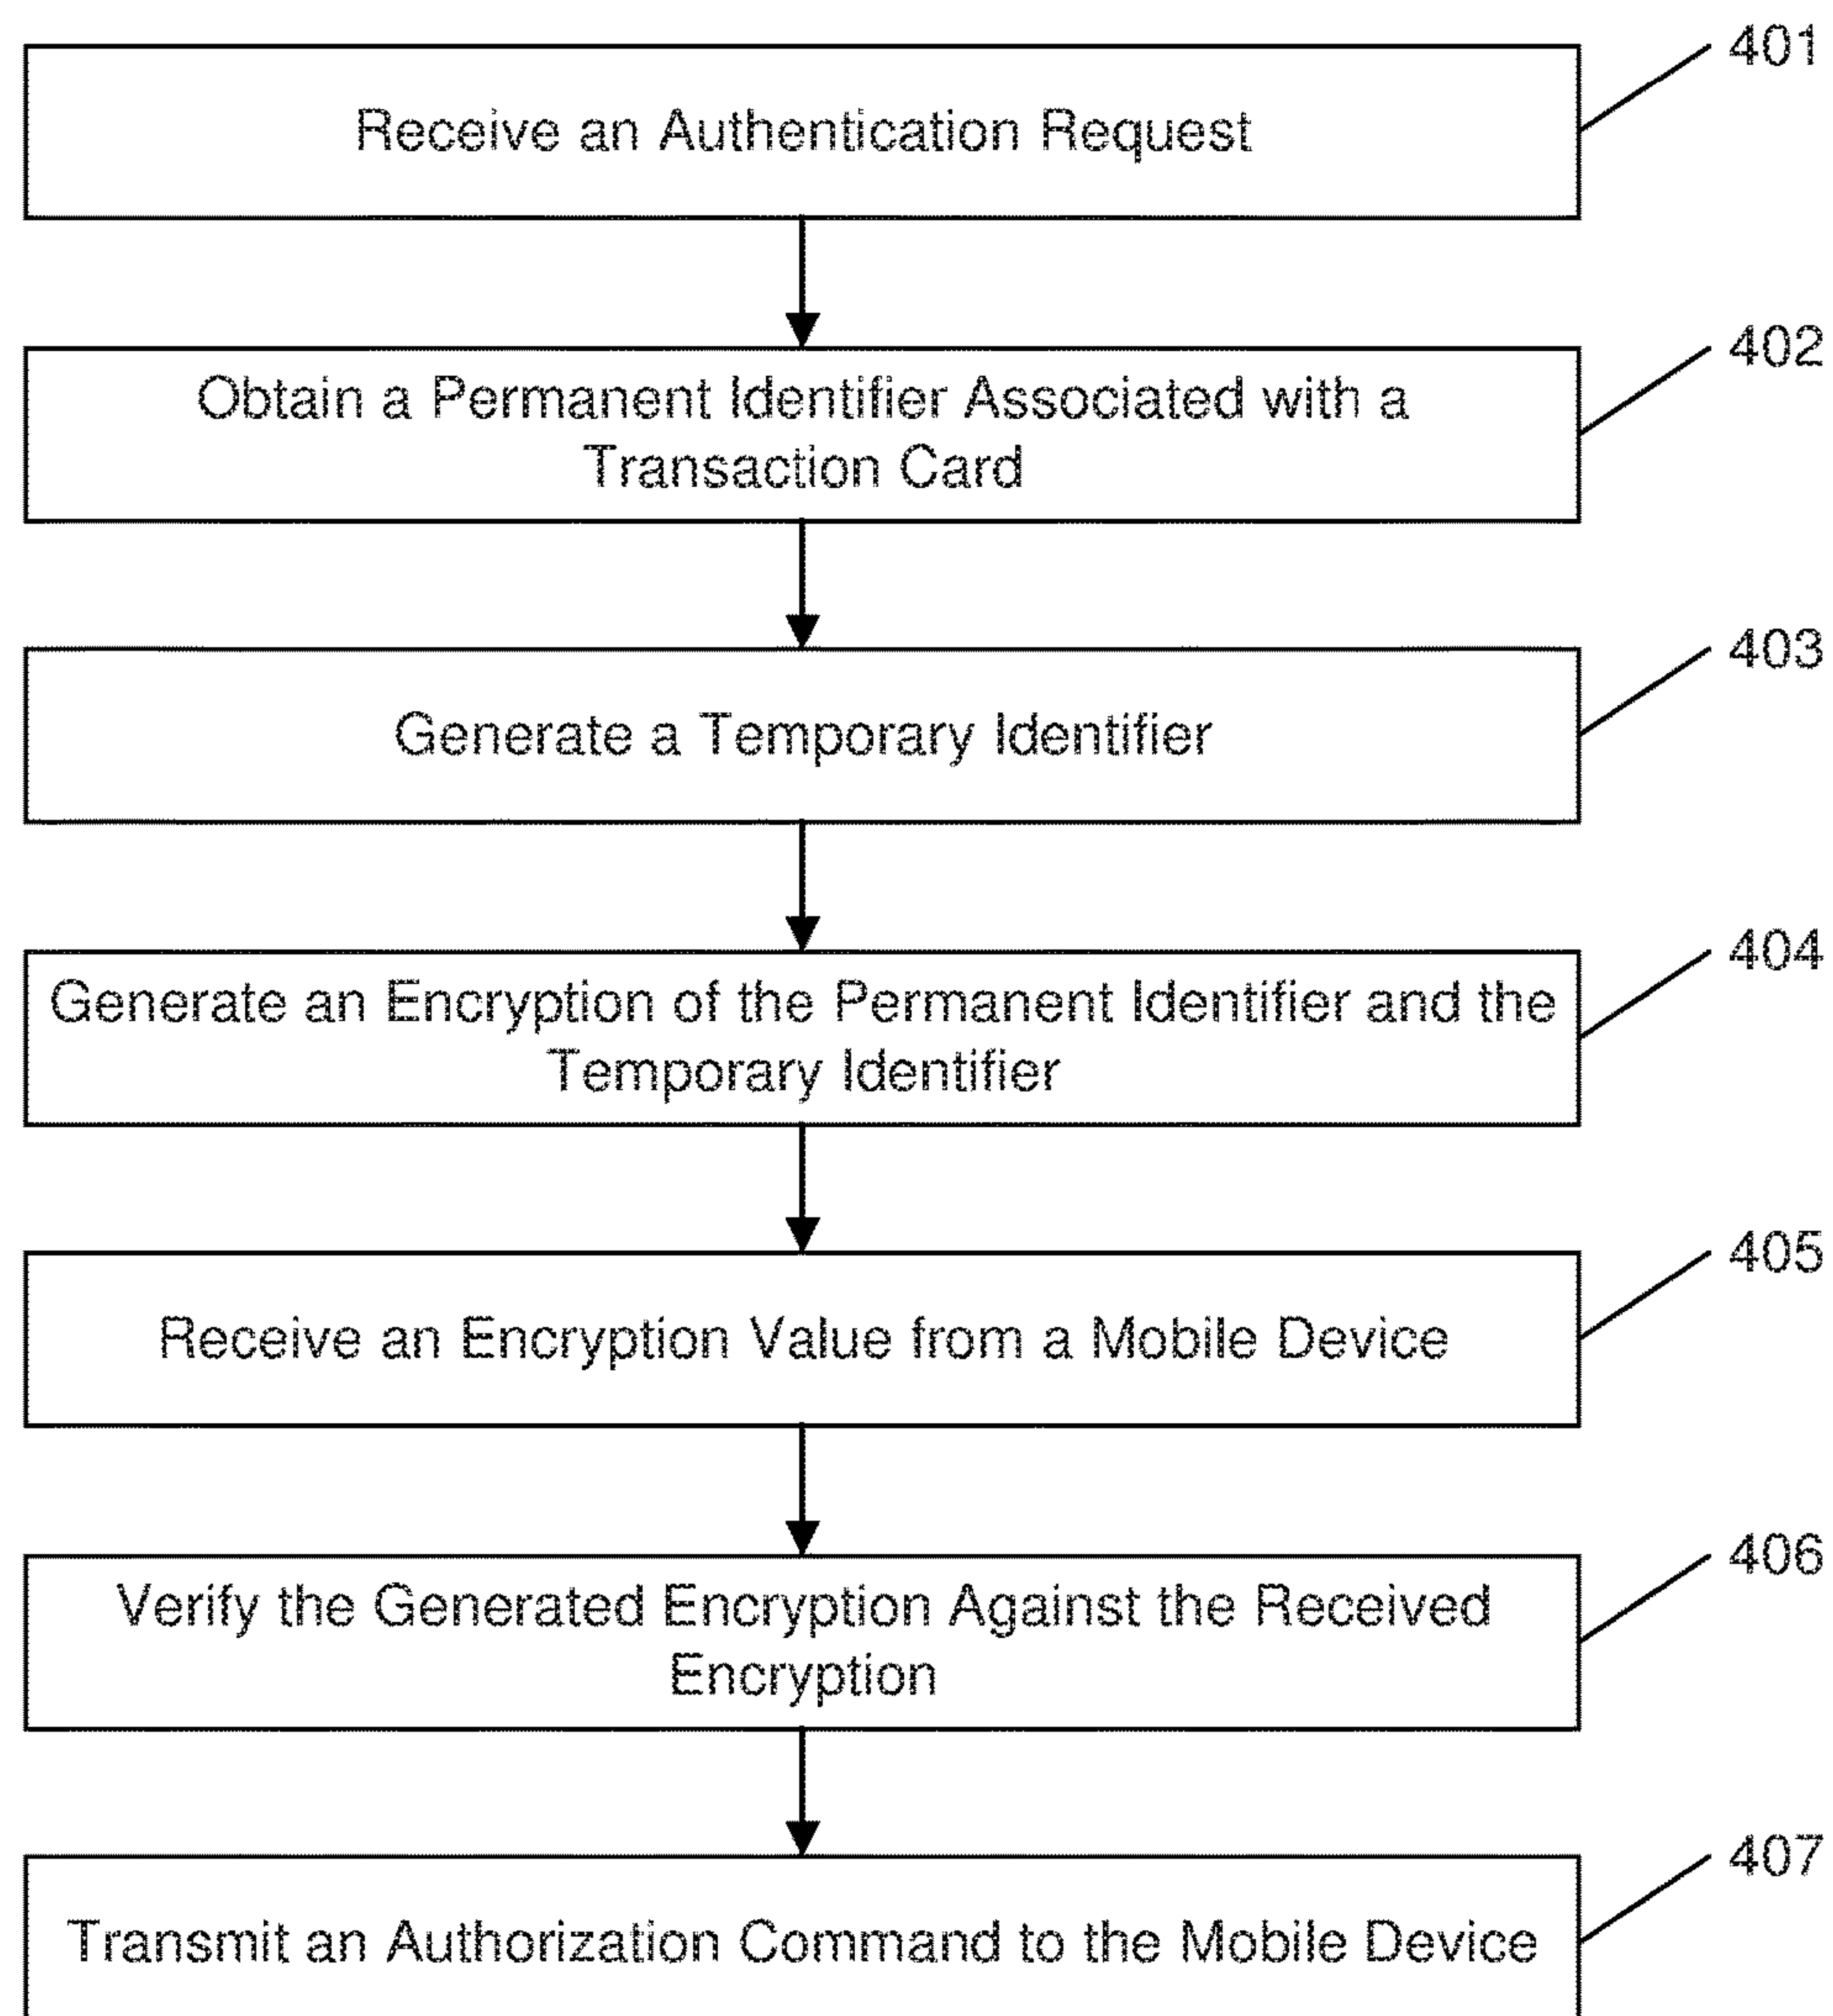 401
Receive an Authentication Request
402
Obtain a Permanent Identifier Associated with a
Transaction Card
403
Generate a Temporary Identifier
404
Generate an Encryption of the Permanent Identifier and the
Temporary Identifier
405
Receive an Encryption Value from a Mobile Device
406
Verify the Generated Encryption Against the Received
Encryption
407
Transmit an Authorization Command to the Mobile Device